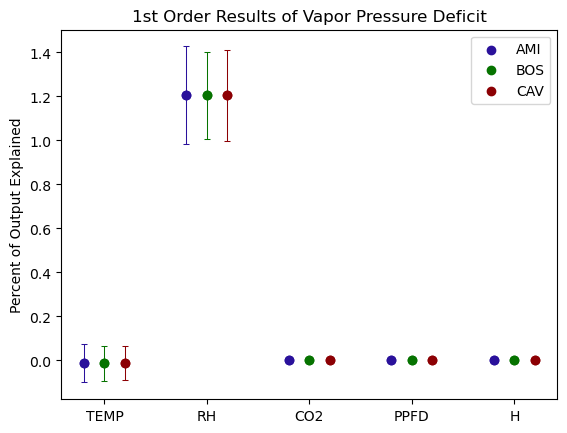 1st Order Results of Vapor Pressure Deficit
AMI
BOS
CAV
Percent of Output Explained
1.4
1.2
1.0
0.8
0.6
0.4
0.2
0.0
TEMP RH CO2 PPFD H